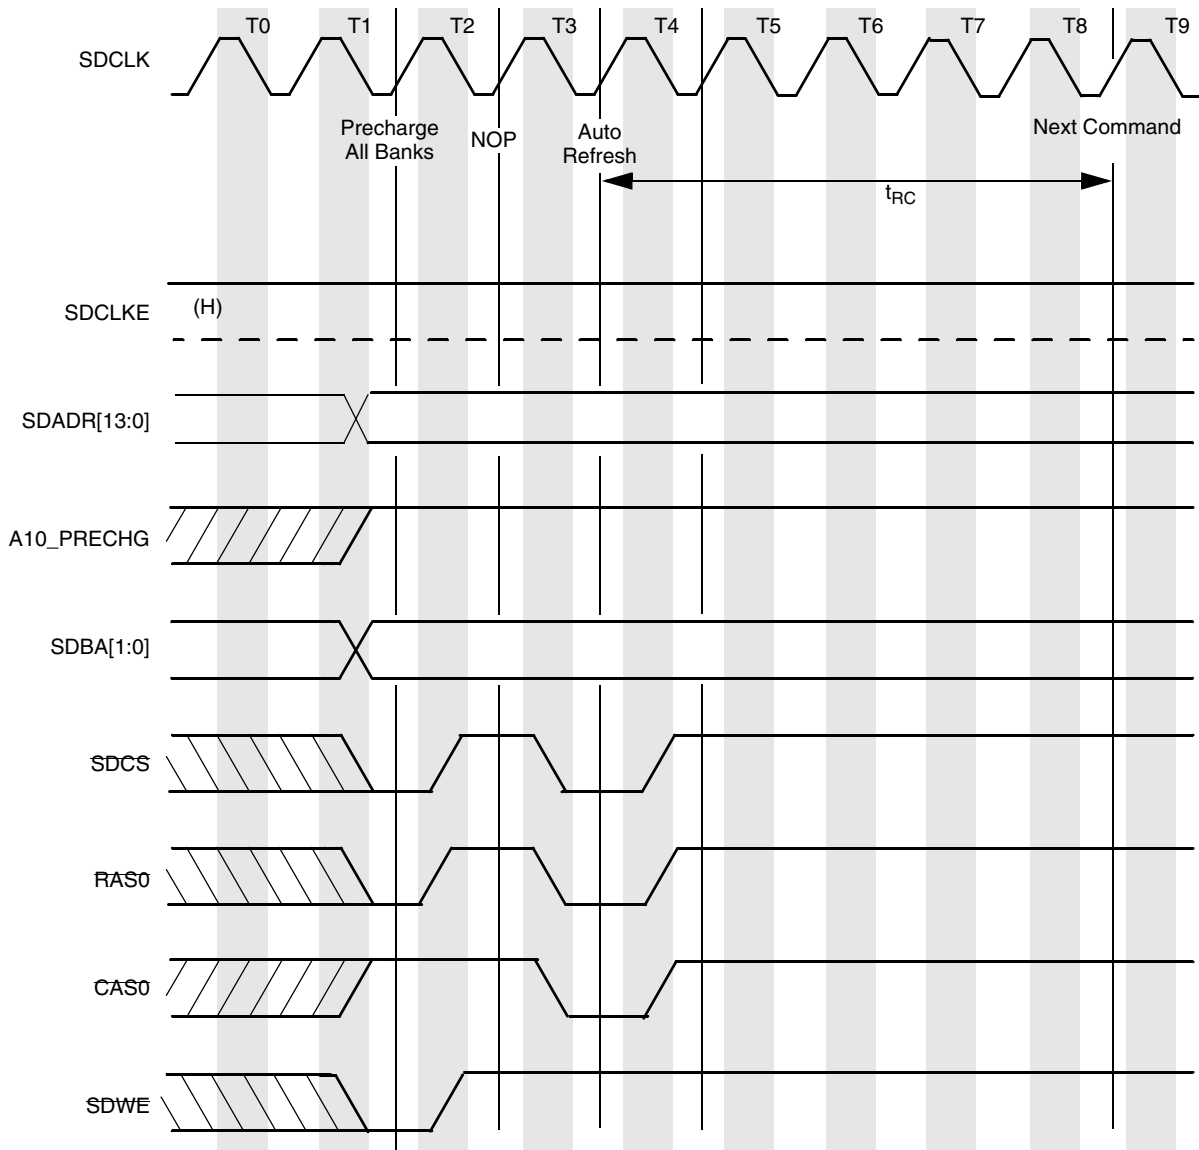 T0 T1 T2 T3 T4 T5 T6 T7 T8 T9
SDCLK
Precharge
All Banks
NOP
Auto
Refresh
Next Command
tRC
SDCLKE
(H)
SDADR[13:0]
A10_PRECHG
SDBA[1:0]
SDCS
RAS0
CAS0
SDWE